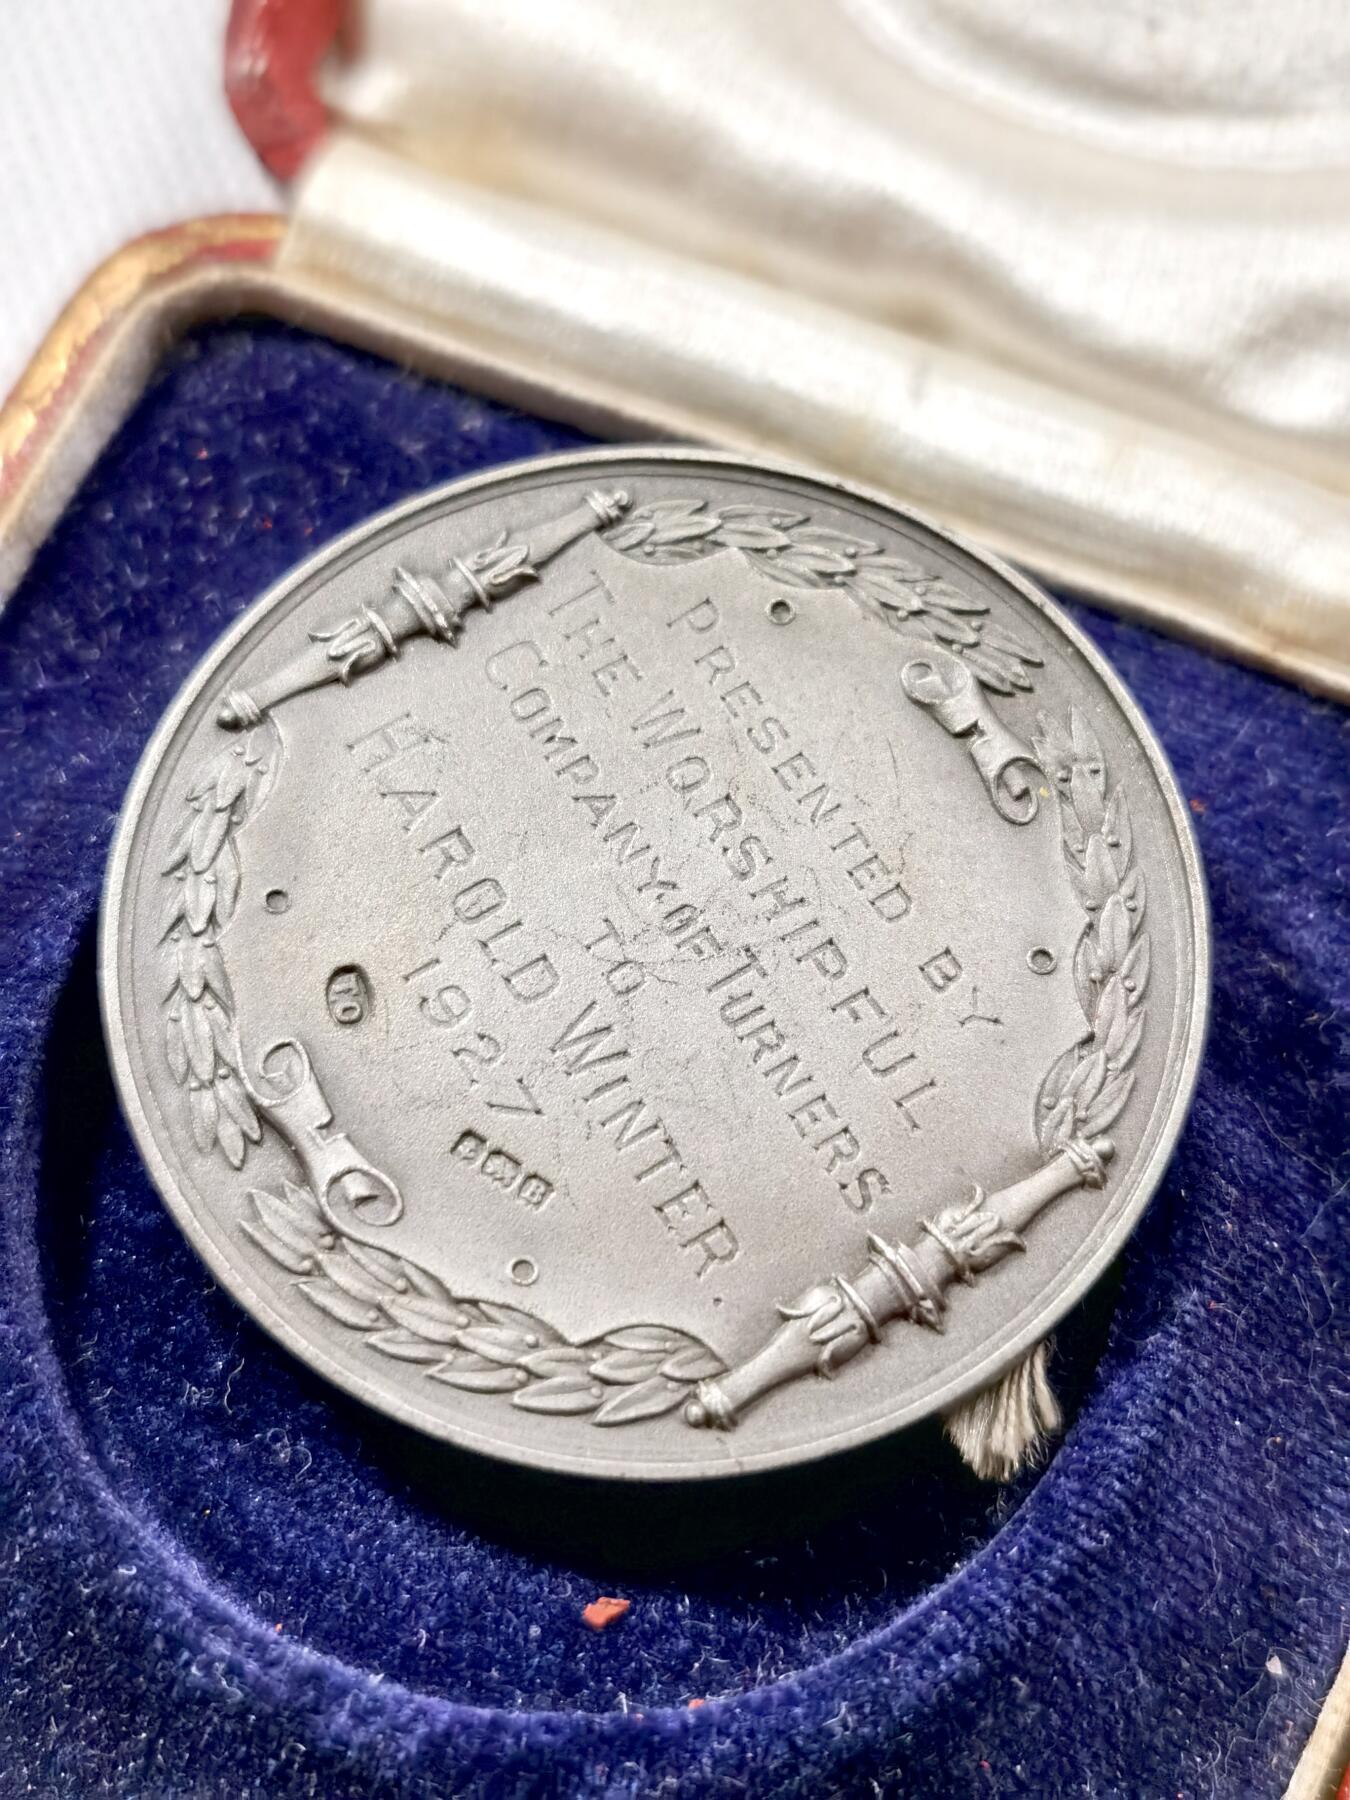 PRESENTED BY
THE WORSHIPFUL
COMPANY OF TURNERS
TO
HAROLD WINTER.
1927